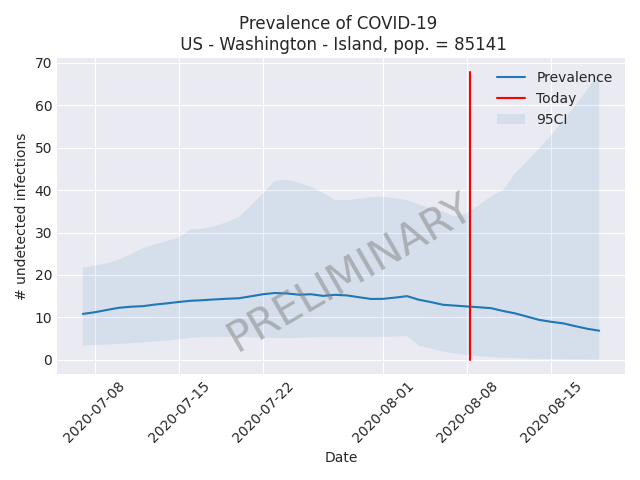 Prevalence of COVID-19
US - Washington - Island, pop. = 85141
# undetected infections
70
60
50
40
30
20
10
0
Prevalence
Today
95CI
PRELIMINARY
2020-07-08
2020-07-15
2020-07-22
2020-08-01
2020-08-08
2020-08-15
Date